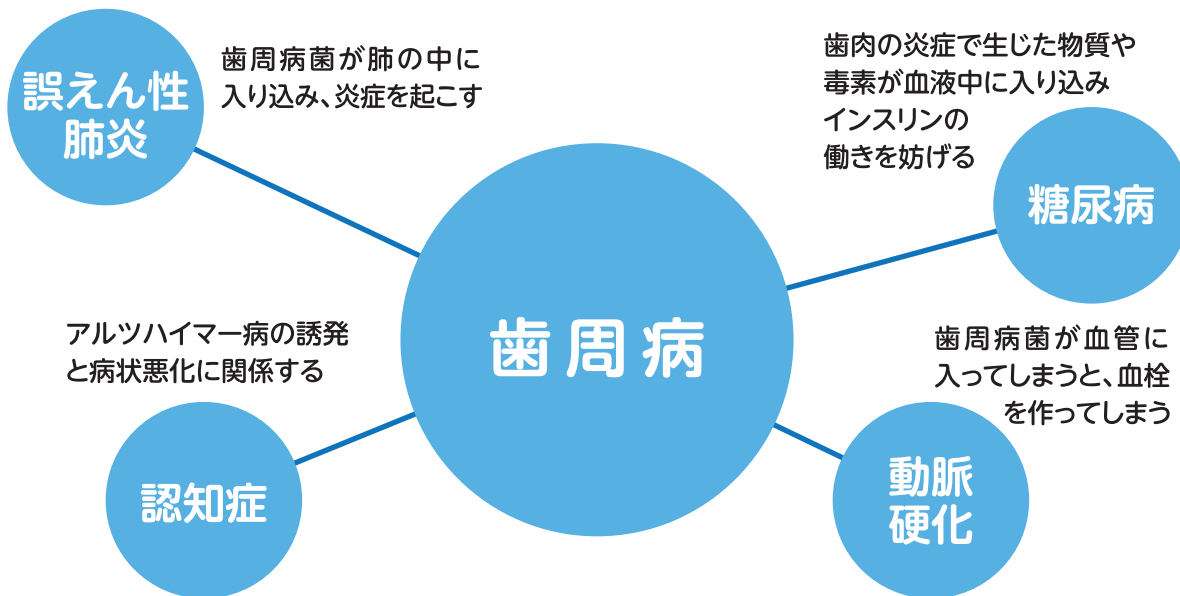 誤えん性
肺炎
歯周病菌が肺の中に
入り込み、炎症を起こす
歯肉の炎症で生じた物質や
毒素が血液中に入り込み
インスリンの
働きを妨げる
糖尿病
歯周病
アルツハイマー病の誘発
と病状悪化に関係する
認知症
歯周病菌が血管に
入ってしまうと、血栓
を作ってしまう
動脈
硬化